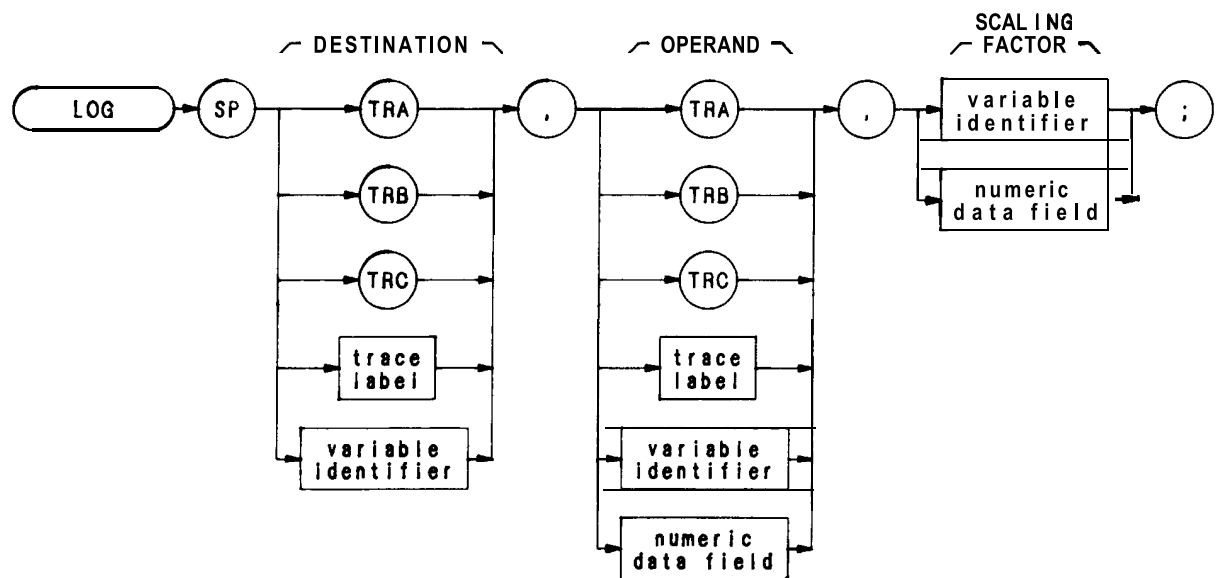 DESTINATION
OPERAND
SCALING
FACTOR
LOG
SP
TRA
,
TRA
,
variable
identifier
;
TRB
TRB
numeric
data field
TRC
TRC
trace
label
trace
label
variable
identifier
variable
identifier
numeric
data field